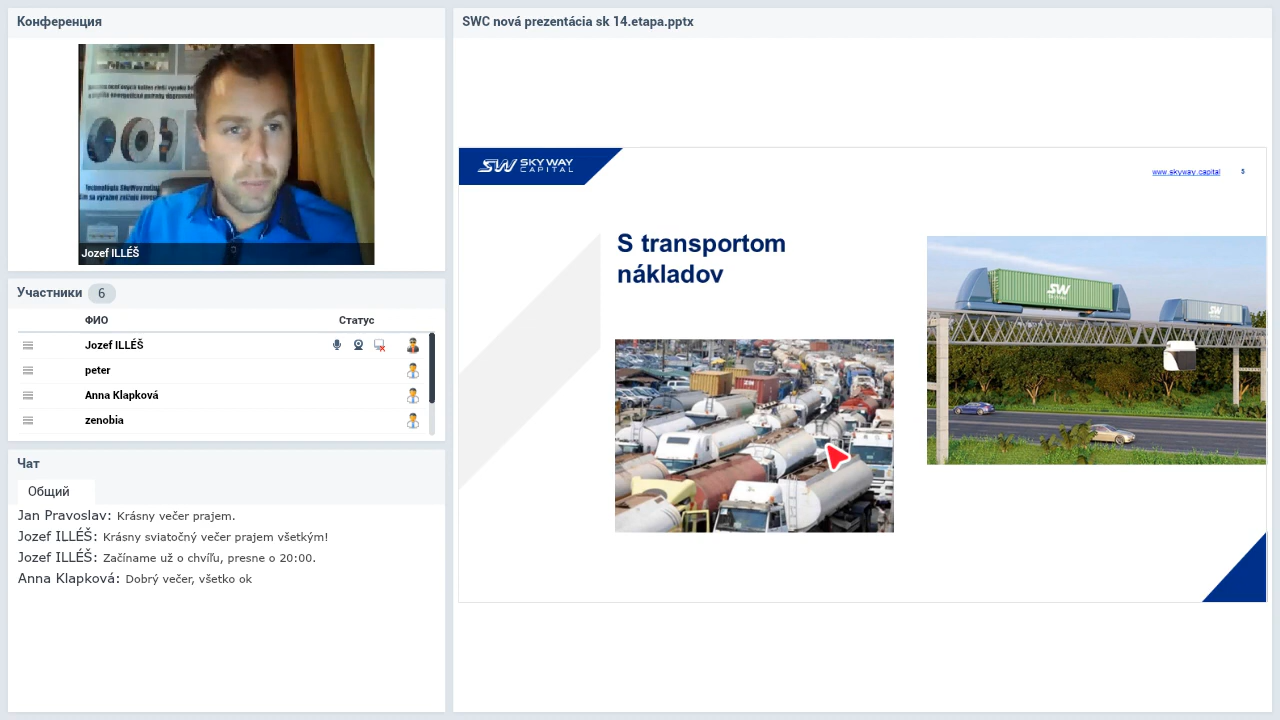 Конференция
Jozef ILLÉŠ
Участники 6
ФИО Статус
Jozef ILLÉŠ
peter
Anna Klapková
zenobia
Чат
Общий
Jan Pravoslav: Krásny večer prajem.
Jozef ILLÉŠ: Krásny sviatočný večer prajem všetkým!
Jozef ILLÉŠ: Začíname už o chvíľu, presne o 20:00.
Anna Klapková: Dobrý večer, všetko ok
SWC nová prezentácia sk 14.etapa.pptx
SW SKY WAY
CAPITAL
www.skyway.capital 5
S transportom
nákladov
SW